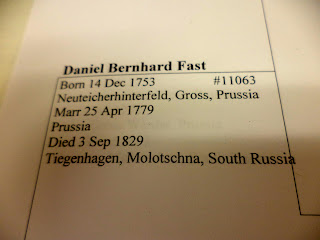 Daniel Bernhard Fast
Born 14 Dec 1753 #11063
Neuteicherhinterfeld, Gross, Prussia
Marr 25 Apr 1779
Prussia
Died 3 Sep 1829
Tiegenhagen, Molotschna, South Russia